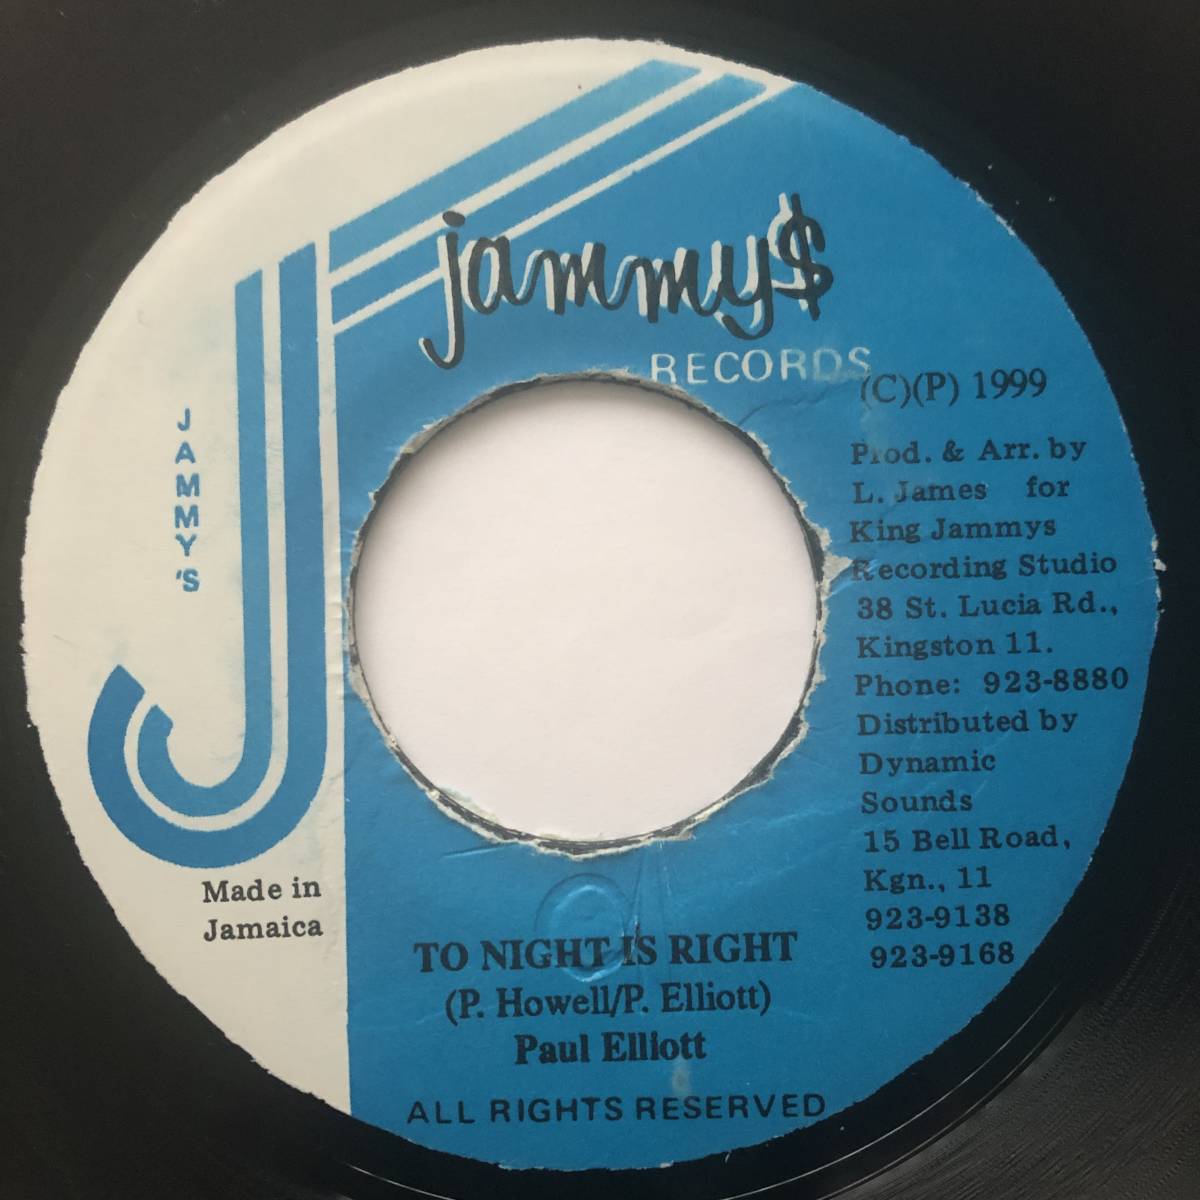 jammy$
RECORDS
JAMMY'S
(C)(P) 1999
Prod. & Arr. by
L. James for
King Jammys
Recording Studio
38 St. Lucia Rd.,
Kingston 11.
Phone: 923-8880
Distributed by
Dynamic
Sounds
15 Bell Road,
Kgn., 11
923-9138
923-9168
Made in
Jamaica
TO NIGHT IS RIGHT
(P. Howell/P. Elliott)
Paul Elliott
ALL RIGHTS RESERVED